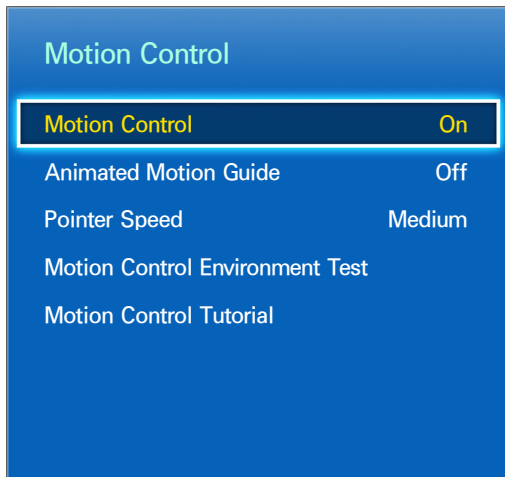 Motion Control
Motion Control On
Animated Motion Guide Off
Pointer Speed Medium
Motion Control Environment Test
Motion Control Tutorial